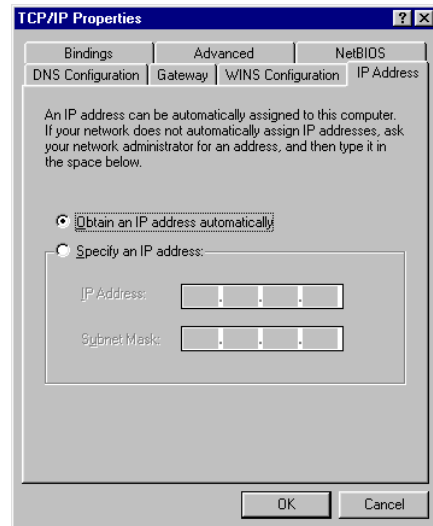 TCP/IP Properties ? X
Bindings Advanced NetBIOS
DNS Configuration Gateway WINS Configuration IP Address
An IP address can be automatically assigned to this computer.
If your network does not automatically assign IP addresses, ask
your network administrator for an address, and then type it in
the space below.
Obtain an IP address automatically
Specify an IP address:
IP Address:
. . .
Subnet Mask:
. . .
OK Cancel